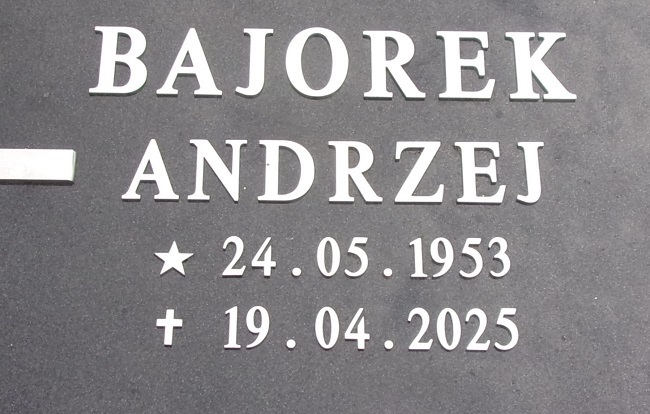 BAJOREK
ANDRZEJ
★ 24.05.1953
✝ 19.04.2025